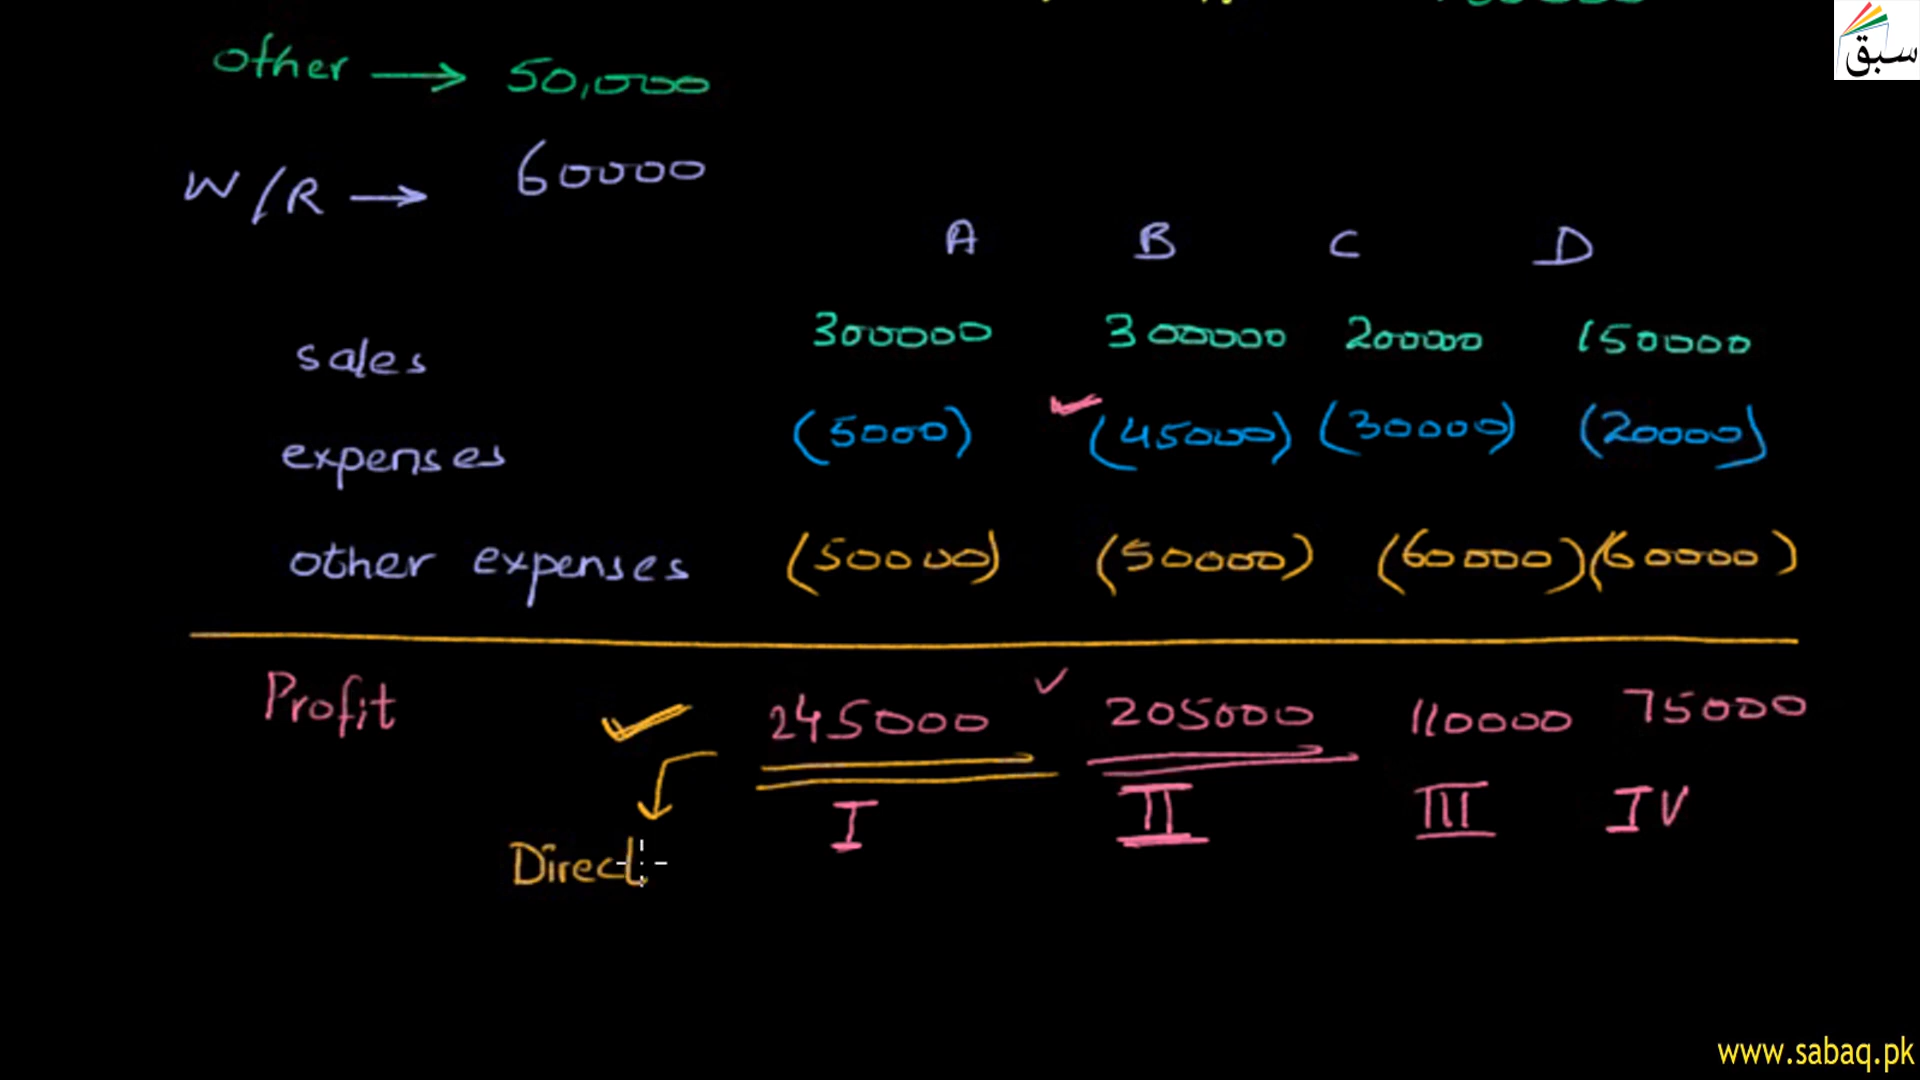 سبق
other → 50,000
W/R → 60000
A B C D
sales 300000 300000 200000 150000
expenses (5000) (45000) (30000) (20000)
other expenses (50000) (50000) (60000) (60000)
Profit 245000 205000 110000 75000
I II III IV
Direct
www.sabaq.pk